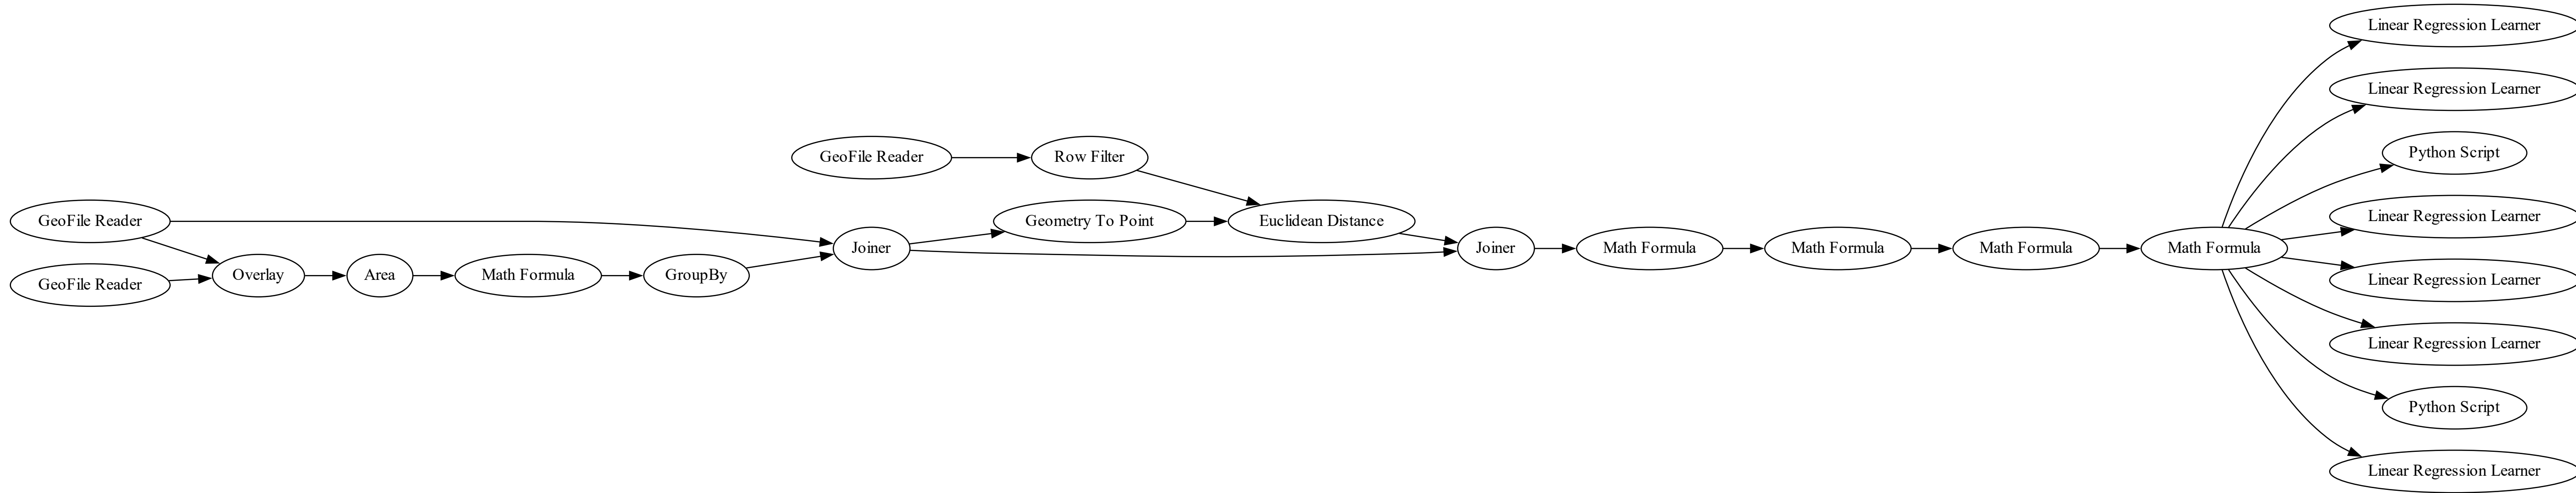 Linear Regression Learner
Linear Regression Learner
Python Script
GeoFile Reader
Row Filter
Linear Regression Learner
GeoFile Reader
Geometry To Point
Euclidean Distance
Joiner
Joiner
Math Formula
Math Formula
Math Formula
Math Formula
GeoFile Reader
Overlay
Area
Math Formula
GroupBy
Linear Regression Learner
Linear Regression Learner
Python Script
Linear Regression Learner